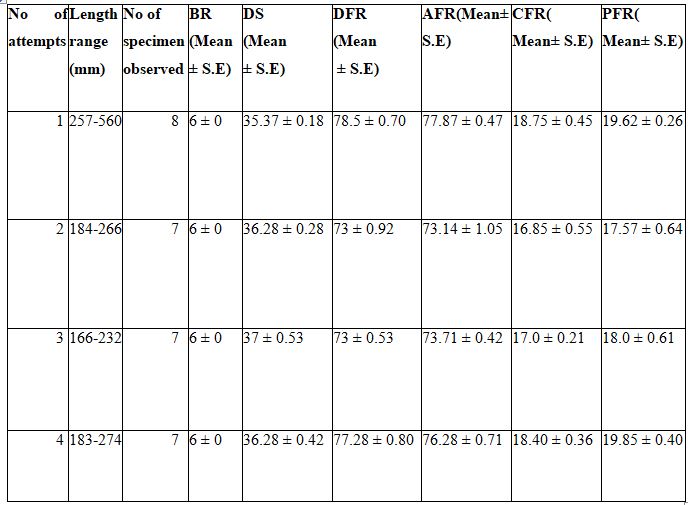 No of attempts Length range (mm) No of specimen observed BR (Mean ± S.E) DS (Mean ± S.E) DFR (Mean ± S.E) AFR(Mean± S.E) CFR( Mean± S.E) PFR( Mean± S.E)
1 257-560 8 6 ± 0 35.37 ± 0.18 78.5 ± 0.70 77.87 ± 0.47 18.75 ± 0.45 19.62 ± 0.26
2 184-266 7 6 ± 0 36.28 ± 0.28 73 ± 0.92 73.14 ± 1.05 16.85 ± 0.55 17.57 ± 0.64
3 166-232 7 6 ± 0 37 ± 0.53 73 ± 0.53 73.71 ± 0.42 17.0 ± 0.21 18.0 ± 0.61
4 183-274 7 6 ± 0 36.28 ± 0.42 77.28 ± 0.80 76.28 ± 0.71 18.40 ± 0.36 19.85 ± 0.40